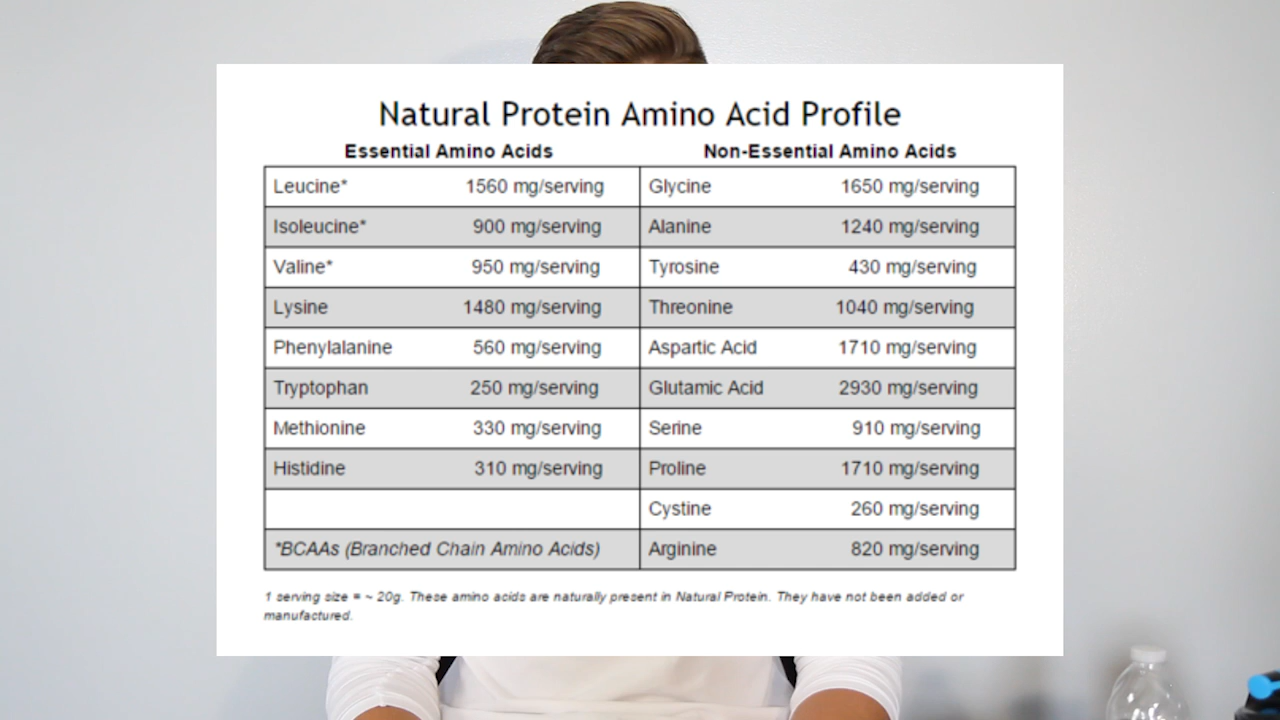 Natural Protein Amino Acid Profile
Essential Amino Acids Non-Essential Amino Acids
Leucine* 1560 mg/serving Glycine 1650 mg/serving
Isoleucine* 900 mg/serving Alanine 1240 mg/serving
Valine* 950 mg/serving Tyrosine 430 mg/serving
Lysine 1480 mg/serving Threonine 1040 mg/serving
Phenylalanine 560 mg/serving Aspartic Acid 1710 mg/serving
Tryptophan 250 mg/serving Glutamic Acid 2930 mg/serving
Methionine 330 mg/serving Serine 910 mg/serving
Histidine 310 mg/serving Proline 1710 mg/serving
Cystine 260 mg/serving
*BCAAs (Branched Chain Amino Acids) Arginine 820 mg/serving
1 serving size = ~ 20g. These amino acids are naturally present in Natural Protein. They have not been added or
manufactured.